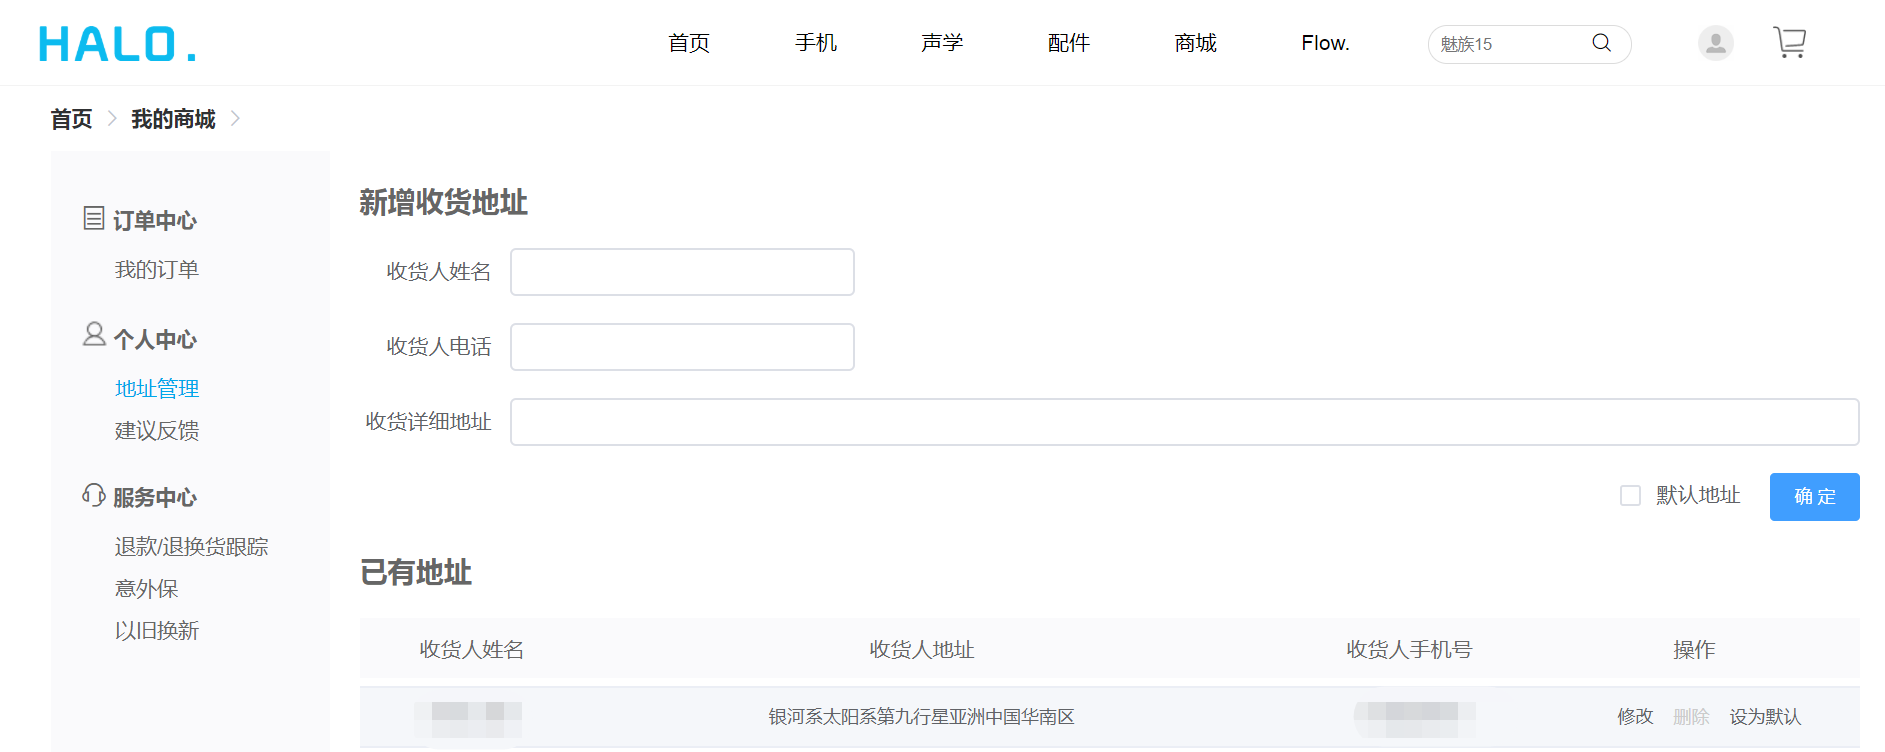 HALO.
首页 手机 声学 配件 商城 Flow. 魅族15
首页 我的商城
订单中心
我的订单
个人中心
地址管理
建议反馈
服务中心
退款/退换货跟踪
意外保
以旧换新
新增收货地址
收货人姓名
收货人电话
收货详细地址
默认地址 确定
已有地址
收货人姓名 收货人地址 收货人手机号 操作
银河系太阳系第九行星亚洲中国华南区 修改 删除 设为默认